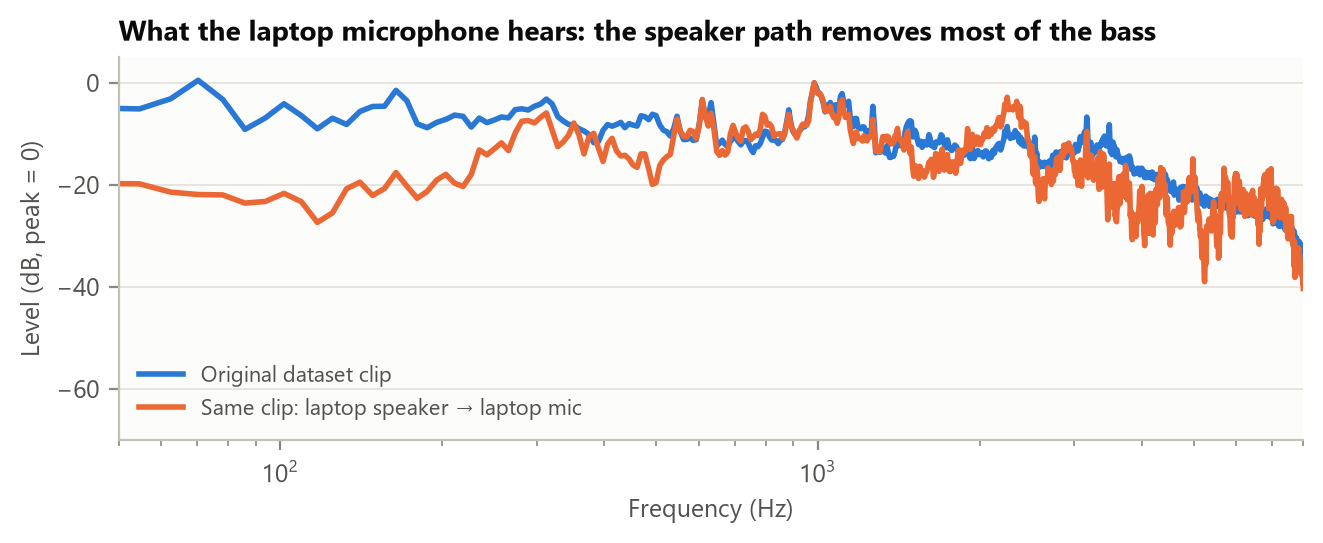 What the laptop microphone hears: the speaker path removes most of the bass
Level (dB, peak = 0)
0
−20
−40
−60
Original dataset clip
Same clip: laptop speaker → laptop mic
10² 10³
Frequency (Hz)